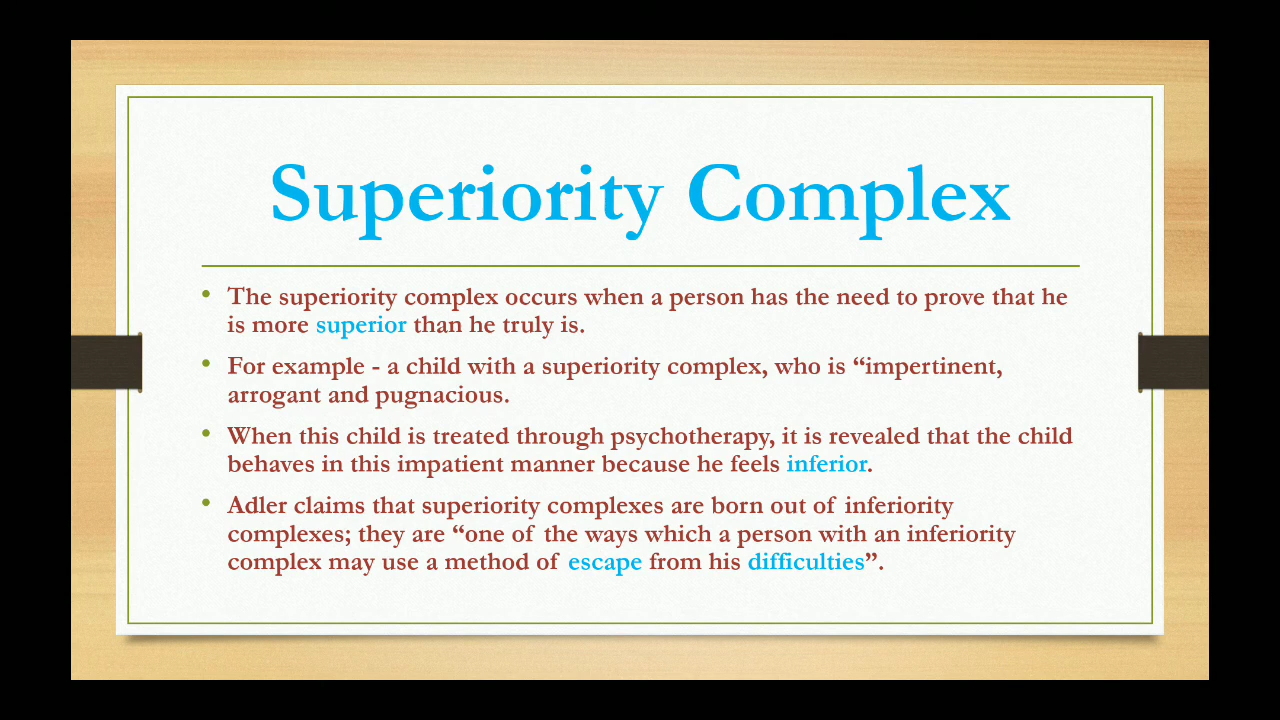 Superiority Complex
• The superiority complex occurs when a person has the need to prove that he
is more superior than he truly is.
• For example - a child with a superiority complex, who is “impertinent,
arrogant and pugnacious.
• When this child is treated through psychotherapy, it is revealed that the child
behaves in this impatient manner because he feels inferior.
• Adler claims that superiority complexes are born out of inferiority
complexes; they are “one of the ways which a person with an inferiority
complex may use a method of escape from his difficulties”.